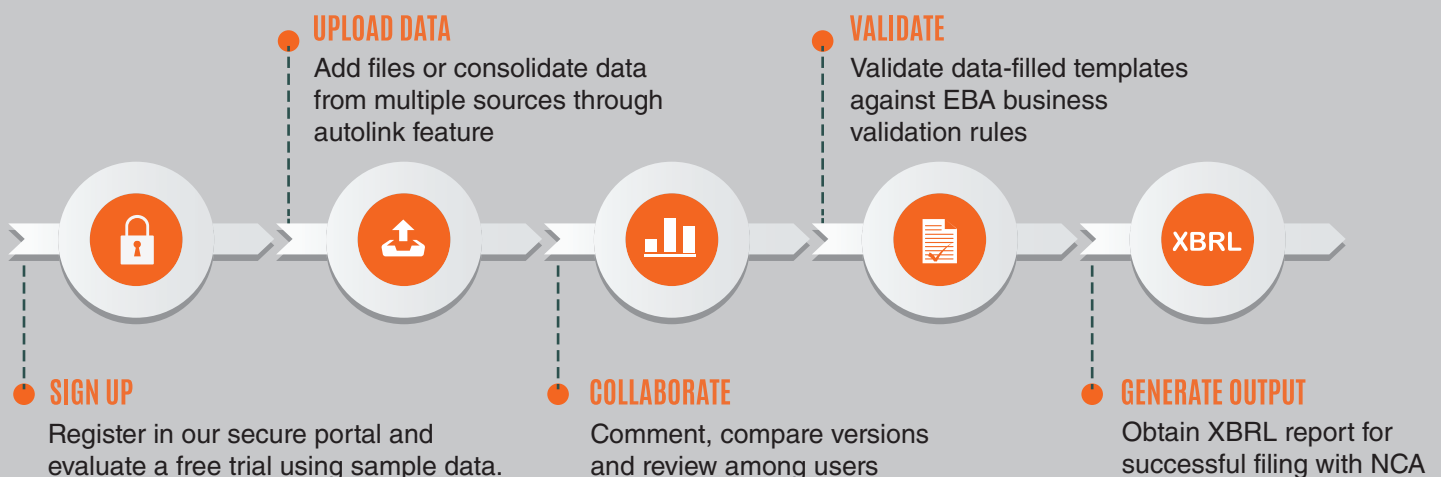 UPLOAD DATA
Add files or consolidate data
from multiple sources through
autolink feature
VALIDATE
Validate data-filled templates
against EBA business
validation rules
XBRL
SIGN UP
Register in our secure portal and
evaluate a free trial using sample data.
COLLABORATE
Comment, compare versions
and review among users
GENERATE OUTPUT
Obtain XBRL report for
successful filing with NCA